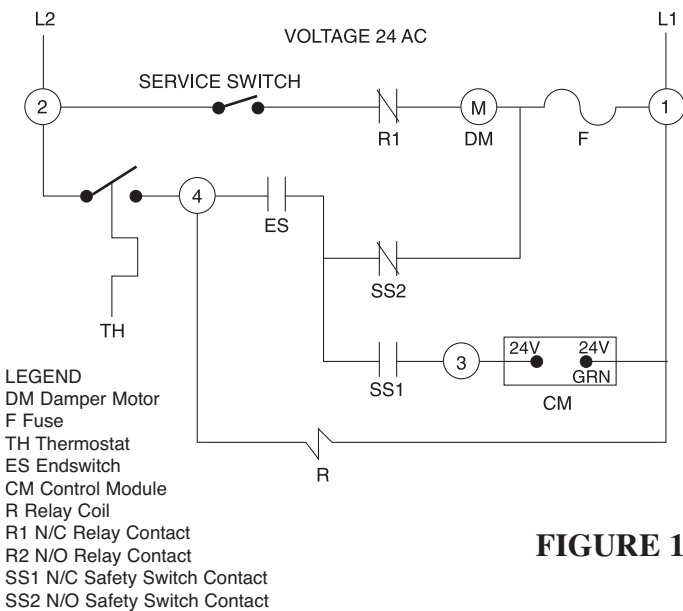 L2
L1
VOLTAGE 24 AC
SERVICE SWITCH
2
M
1
R1
DM
F
4
ES
SS2
TH
3
24V 24V
GRN
SS1
CM
R
LEGEND
DM Damper Motor
F Fuse
TH Thermostat
ES Endswitch
CM Control Module
R Relay Coil
R1 N/C Relay Contact
R2 N/O Relay Contact
SS1 N/C Safety Switch Contact
SS2 N/O Safety Switch Contact
FIGURE 1